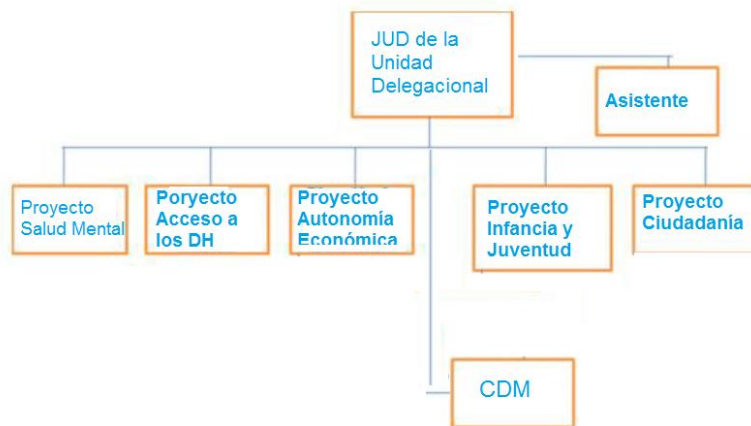 JUD de la
Unidad
Delegacional
Asistente
Proyecto
Salud Mental
Poryecto
Acceso a
los DH
Proyecto
Autonomía
Económica
Proyecto
Infancia y
Juventud
Proyecto
Ciudadanía
CDM